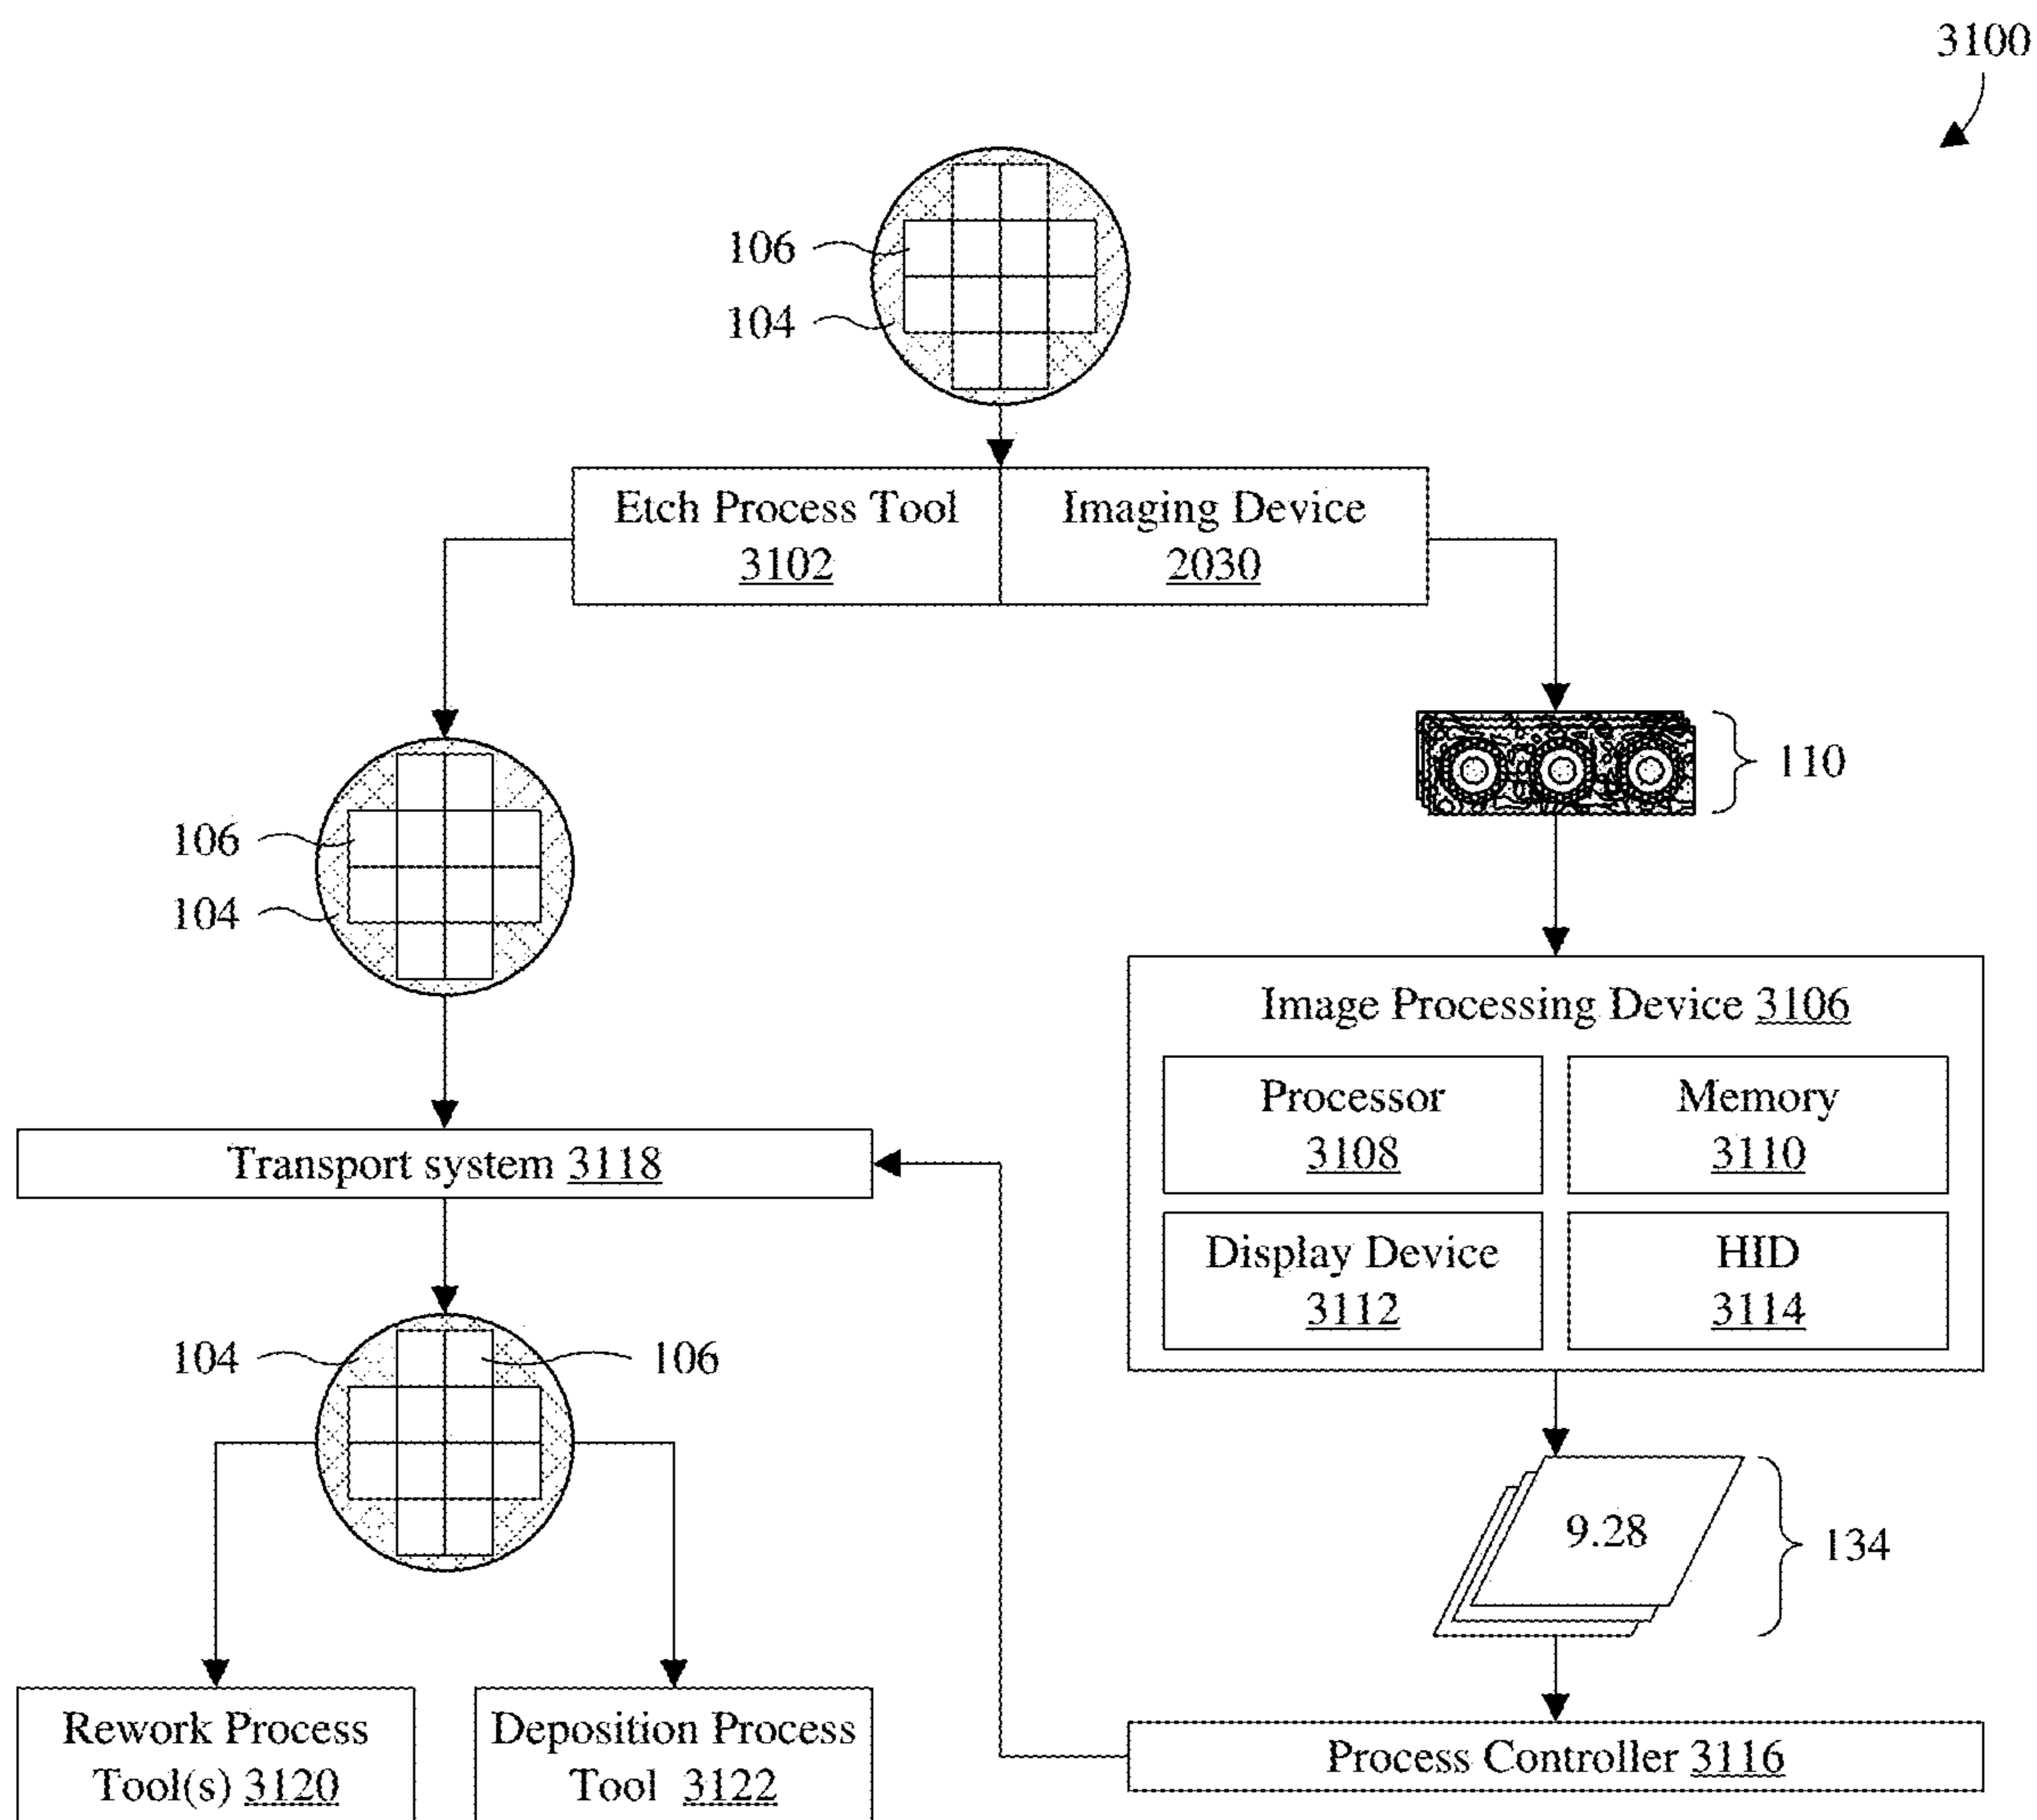 3100
106
104
Etch Process Tool
3102
Imaging Device
2030
110
106
104
Image Processing Device 3106
Processor
3108
Memory
3110
Transport system 3118
Display Device
3112
HID
3114
104
106
9.28
134
Rework Process
Tool(s) 3120
Deposition Process
Tool 3122
Process Controller 3116